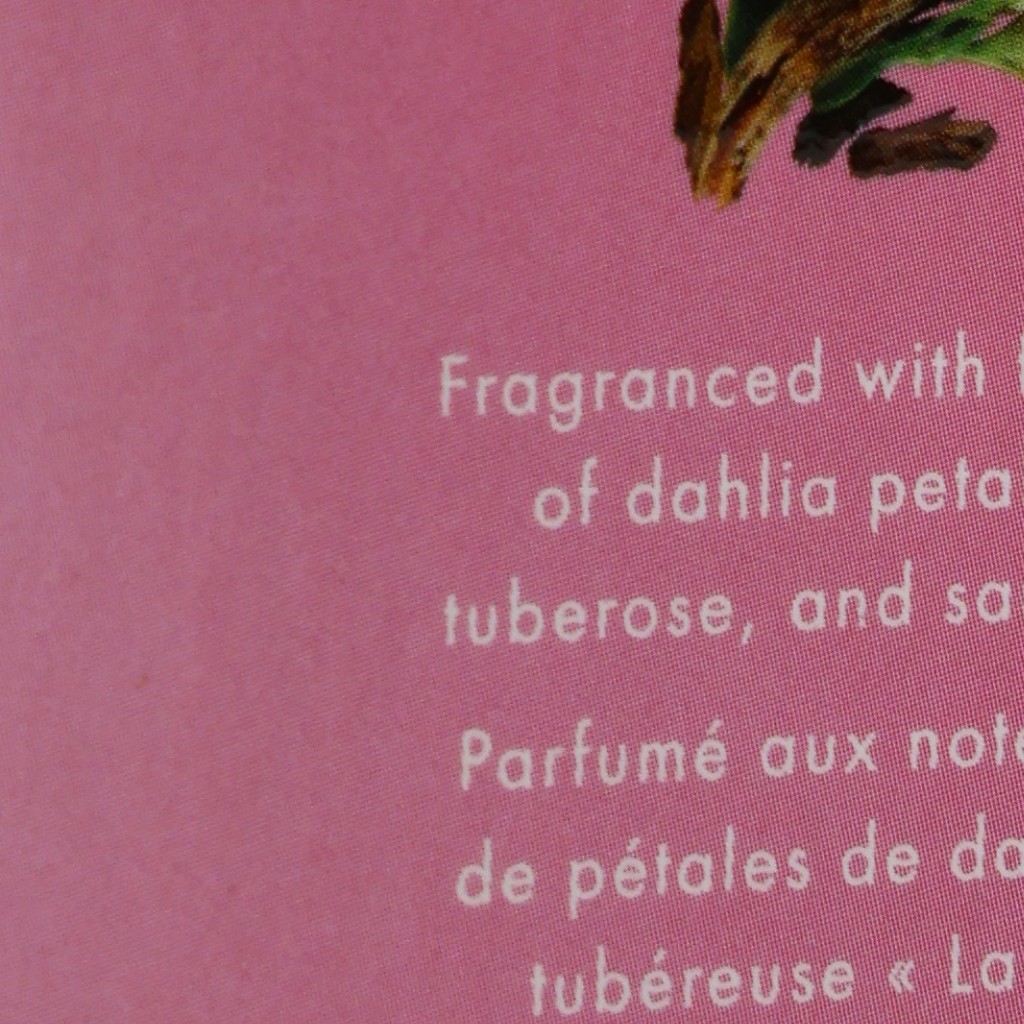 Fragranced with
of dahlia peta
tuberose, and sa
Parfumé aux note
de pétales de da
tubéreuse « La